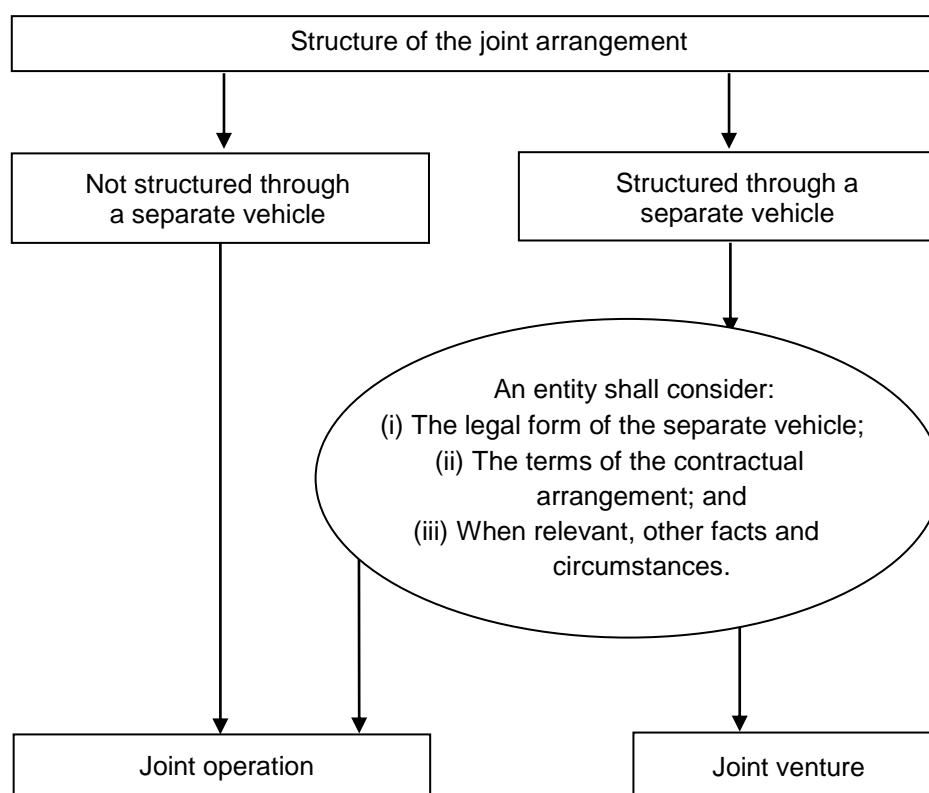 Structure of the joint arrangement
Not structured through
a separate vehicle
Structured through a
separate vehicle
An entity shall consider:
(i) The legal form of the separate vehicle;
(ii) The terms of the contractual
arrangement; and
(iii) When relevant, other facts and
circumstances.
Joint operation
Joint venture